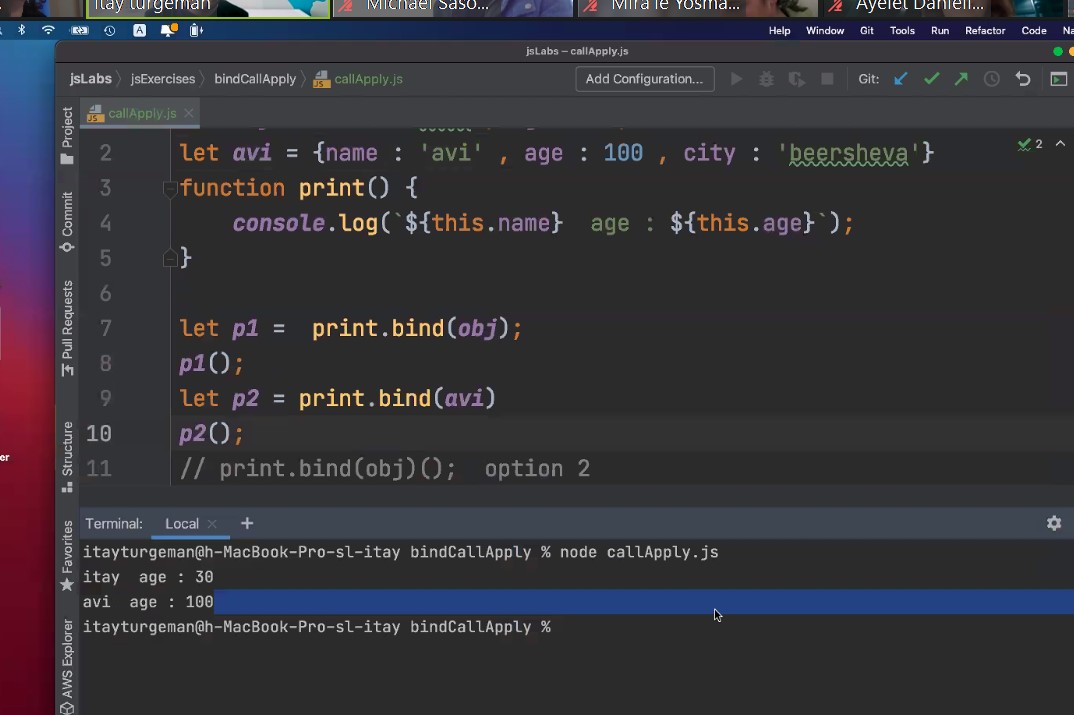 itay turgeman
Michael Saso...
Mira le Yosma...
Ayelet Daniell...
A
Help Window Git Tools Run Refactor Code Na
jsLabs – callApply.js
jsLabs jsExercises bindCallApply callApply.js Add Configuration... Git:
Project
callApply.js
2 let avi = {name : 'avi' , age : 100 , city : 'beersheva'}
2
3 function print() {
4 console.log(`${this.name}  age : ${this.age}`);
5 }
6
7 let p1 =  print.bind(obj);
8 p1();
9 let p2 = print.bind(avi)
10 p2();
11 // print.bind(obj)();  option 2
Commit
Pull Requests
Structure
Favorites
AWS Explorer
er
Terminal: Local +
itayturgeman@h-MacBook-Pro-sl-itay bindCallApply % node callApply.js
itay  age : 30
avi  age : 100
itayturgeman@h-MacBook-Pro-sl-itay bindCallApply %